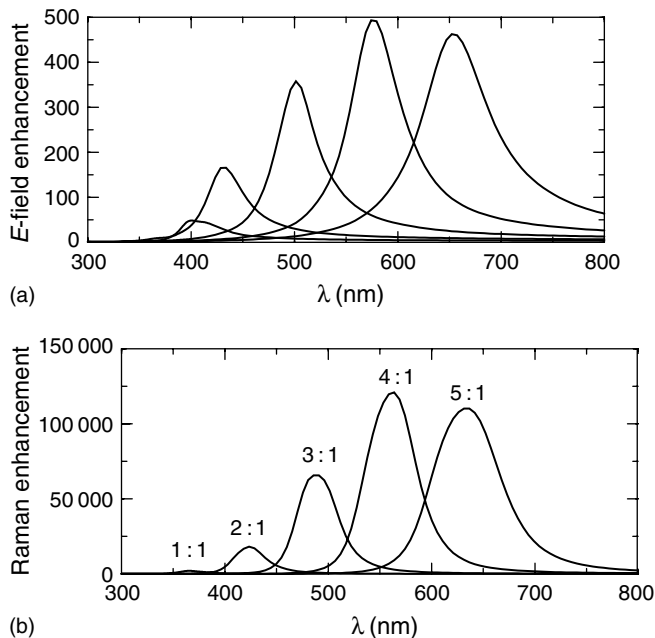 500
400
300
200
100
0
E-field enhancement
300 400 500 600 700 800
(a)
λ (nm)
150 000
100 000
50 000
0
Raman enhancement
1 : 1
2 : 1
3 : 1
4 : 1
5 : 1
300 400 500 600 700 800
(b)
λ (nm)